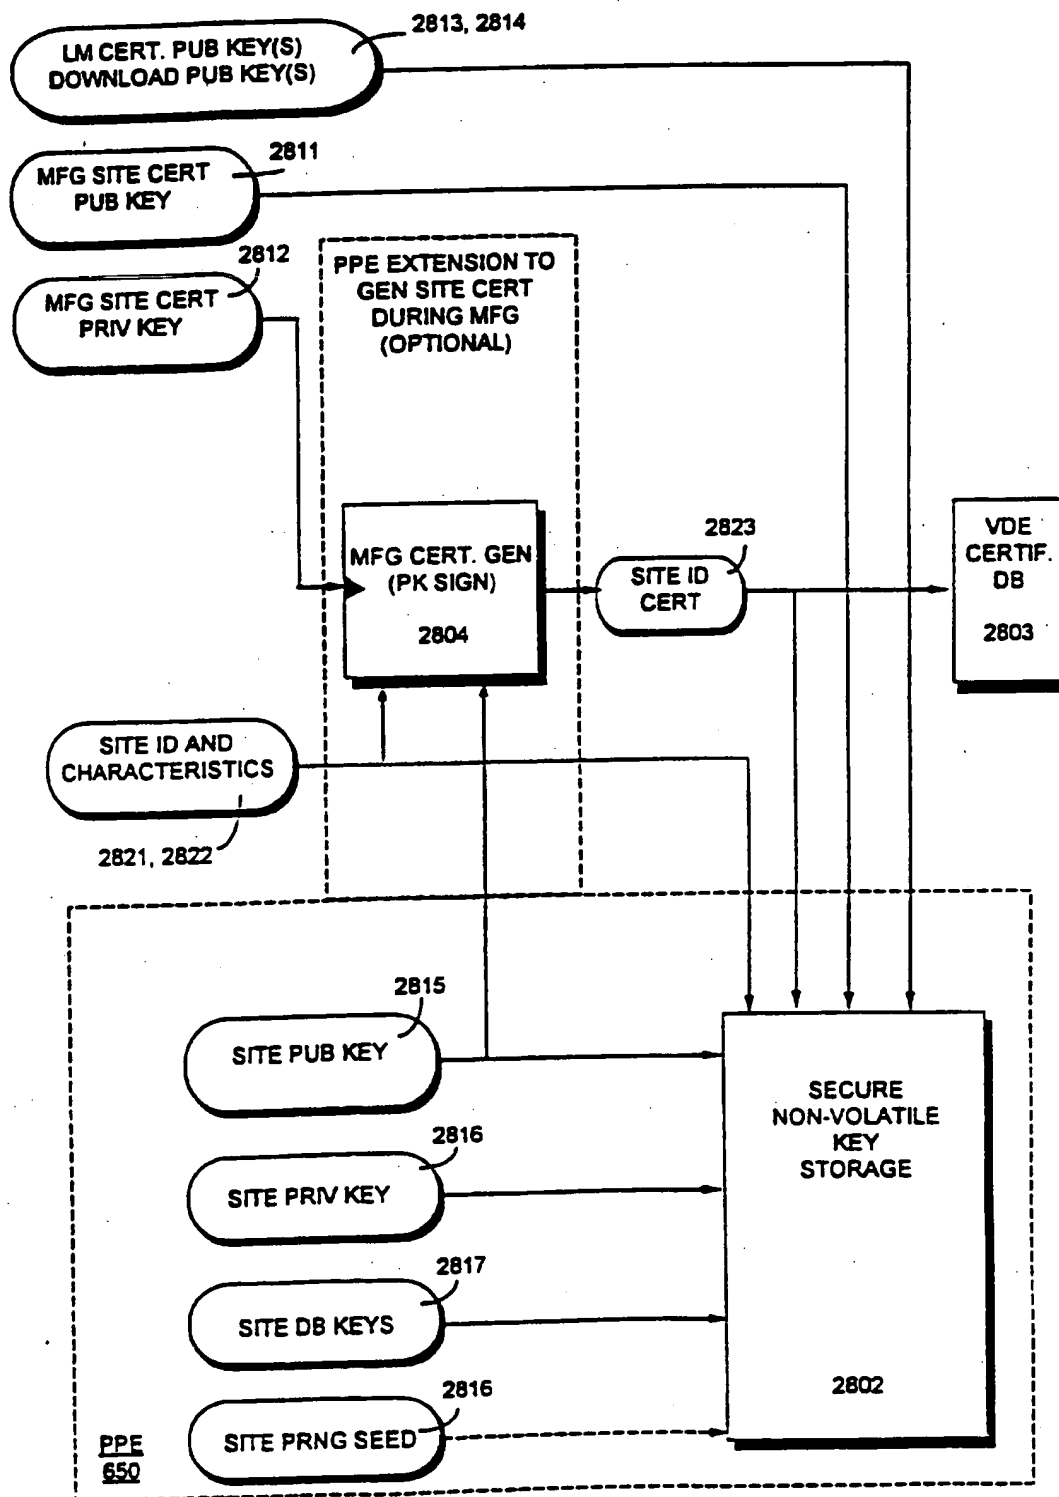 2813, 2814
LM CERT. PUB KEY(S)
DOWNLOAD PUB KEY(S)
2811
MFG SITE CERT
PUB KEY
2812
MFG SITE CERT
PRIV KEY
PPE EXTENSION TO
GEN SITE CERT
DURING MFG
(OPTIONAL)
MFG CERT. GEN
(PK SIGN)
2804
2823
SITE ID
CERT
VDE
CERTIF.
DB
2803
SITE ID AND
CHARACTERISTICS
2821, 2822
2815
SITE PUB KEY
2816
SITE PRIV KEY
2817
SITE DB KEYS
2816
SITE PRNG SEED
SECURE
NON-VOLATILE
KEY
STORAGE
2802
PPE
650